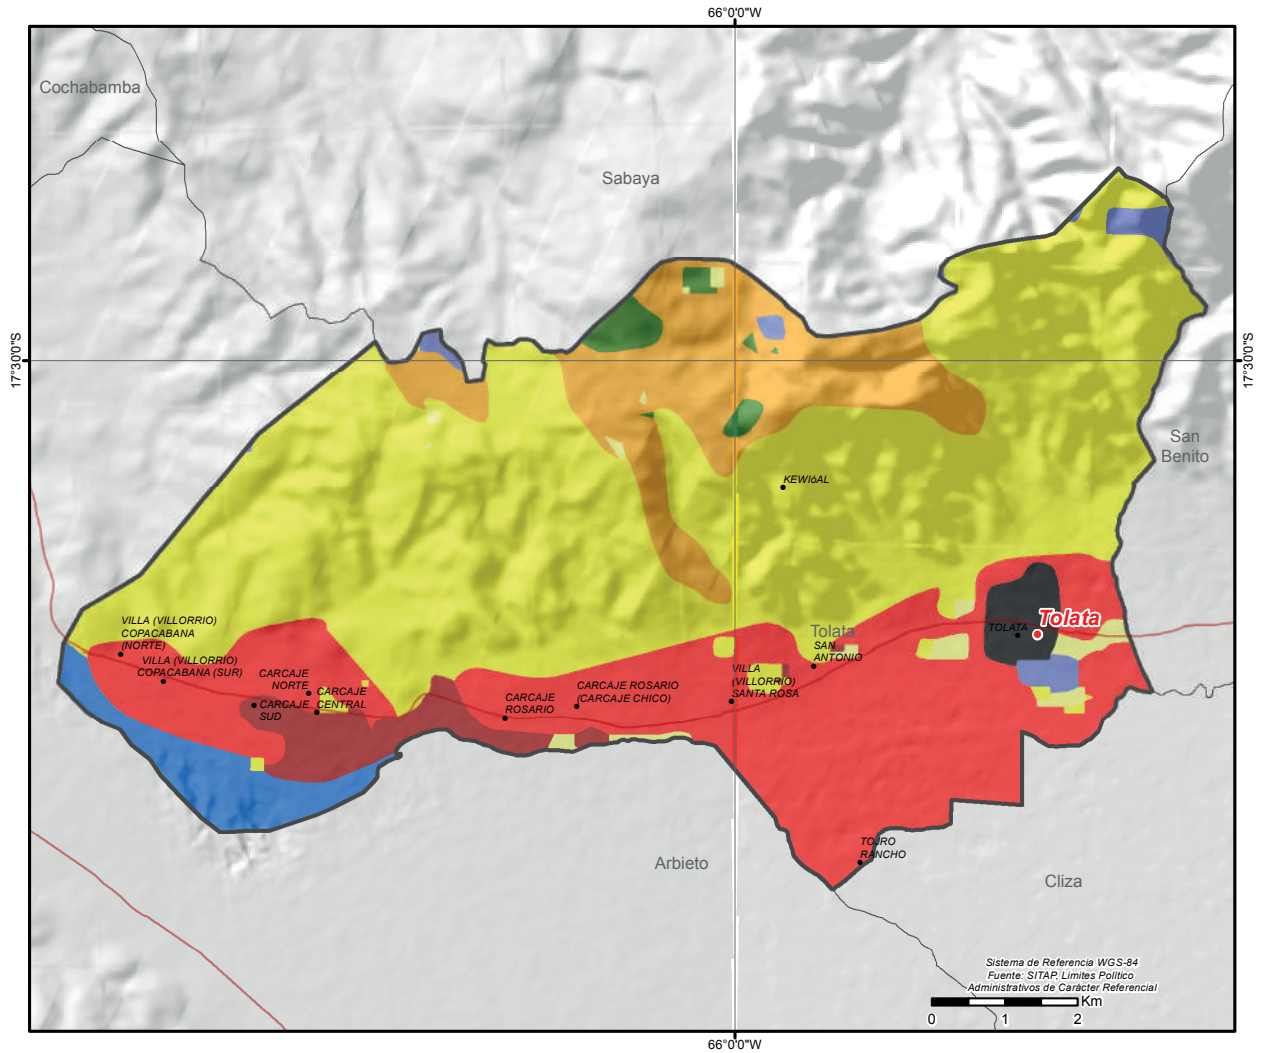 66°0'0"W
Cochabamba
Sabaya
17°30'0"S
17°30'0"S
San
Benito
KEWIóAL
VILLA (VILLORRIO)
COPACABANA
(NORTE)
VILLA (VILLORRIO)
COPACABANA (SUR)
CARCAJE
NORTE
CARCAJE
CENTRAL
CARCAJE
SUD
CARCAJE
ROSARIO
CARCAJE ROSARIO
(CARCAJE CHICO)
VILLA
(VILLORRIO)
SANTA ROSA
Tolata
SAN
ANTONIO
TOLATA
Tolata
TOJRO
RANCHO
Arbieto
Cliza
Sistema de Referencia WGS-84
Fuente: SITAP, Limites Político
Administrativos de Carácter Referencial
Km
0 1 2
66°0'0"W